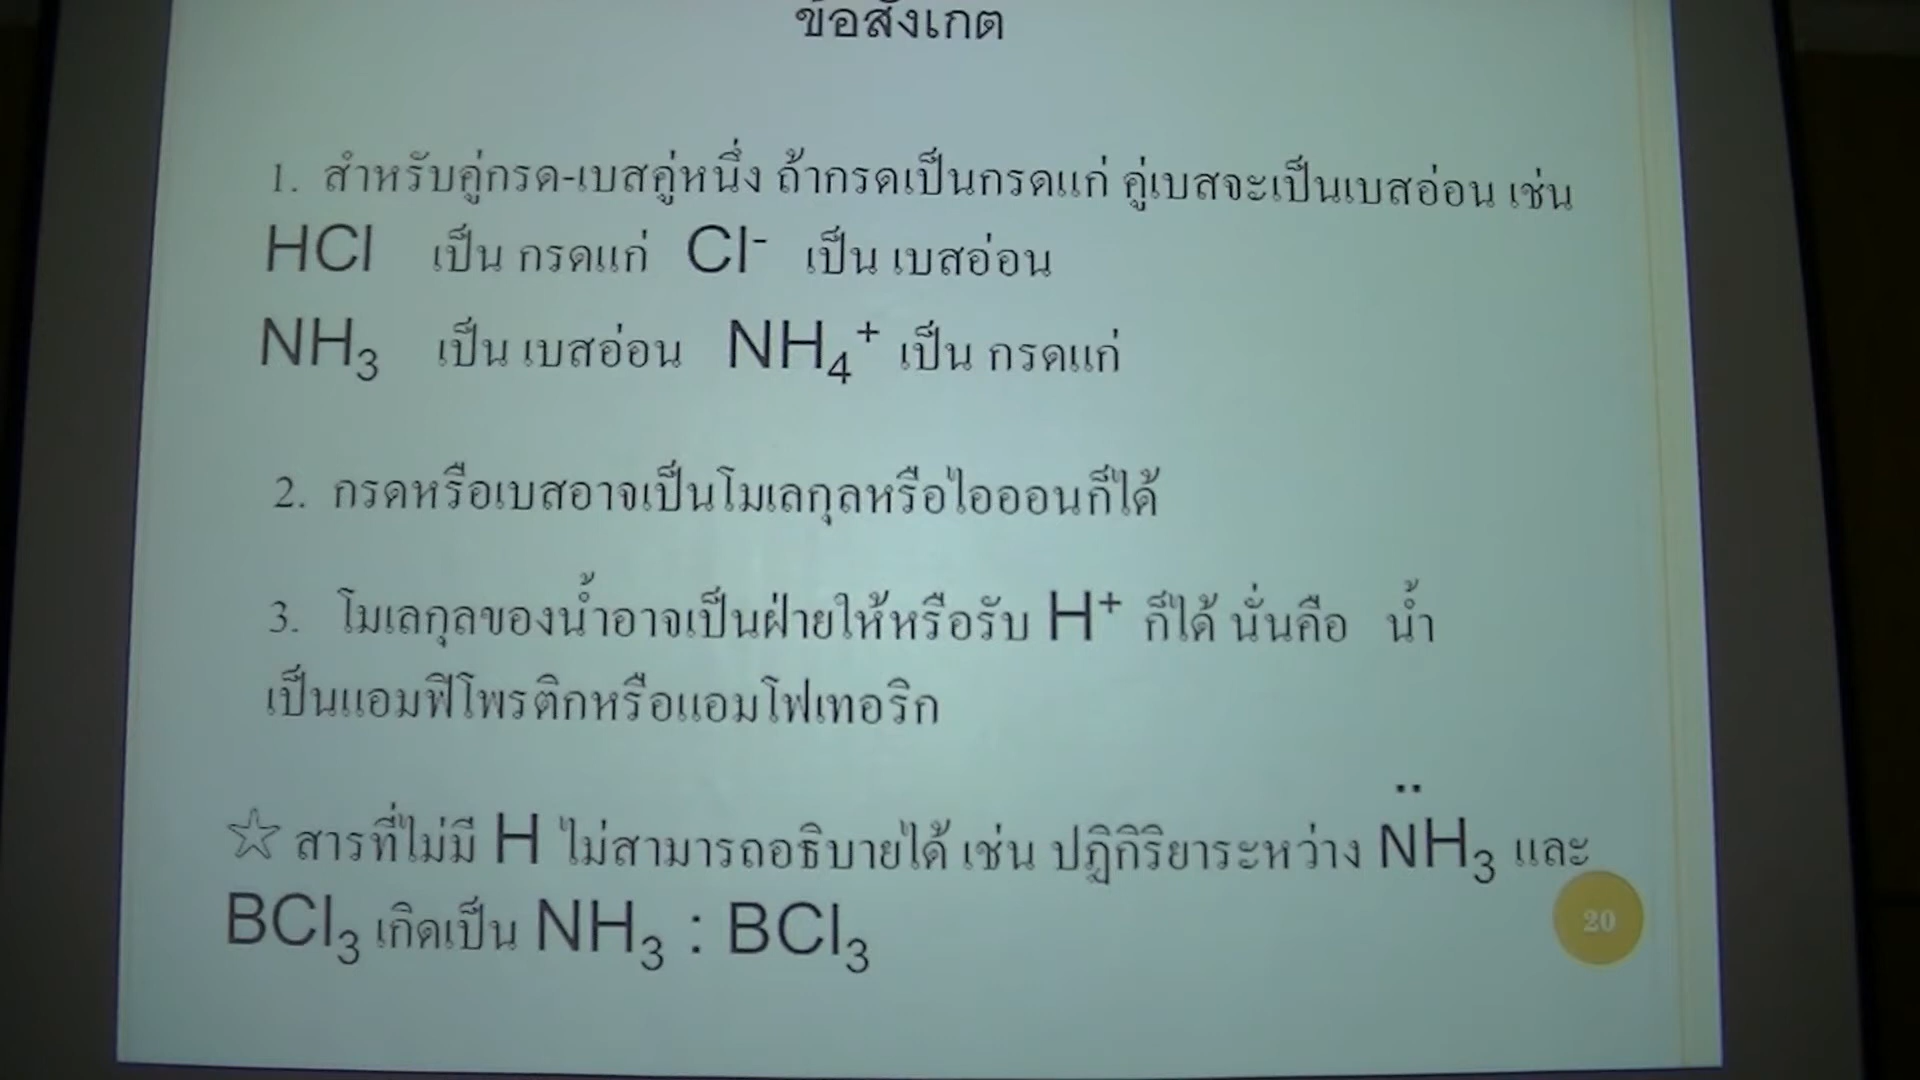 ข้อสังเกต
1. สำหรับคู่กรด-เบสคู่หนึ่ง ถ้ากรดเป็นกรดแก่ คู่เบสจะเป็นเบสอ่อน เช่น
HCl เป็น กรดแก่ Cl⁻ เป็น เบสอ่อน
NH₃ เป็น เบสอ่อน NH₄⁺ เป็น กรดแก่
2. กรดหรือเบสอาจเป็นโมเลกุลหรือไอออนก็ได้
3. โมเลกุลของน้ำอาจเป็นฝ่ายให้หรือรับ H⁺ ก็ได้ นั่นคือ น้ำ
เป็นแอมฟิโพรติกหรือแอมโฟเทอริก
☆ สารที่ไม่มี H ไม่สามารถอธิบายได้ เช่น ปฏิกิริยาระหว่าง N̈H₃ และ
BCl₃ เกิดเป็น NH₃ : BCl₃
20